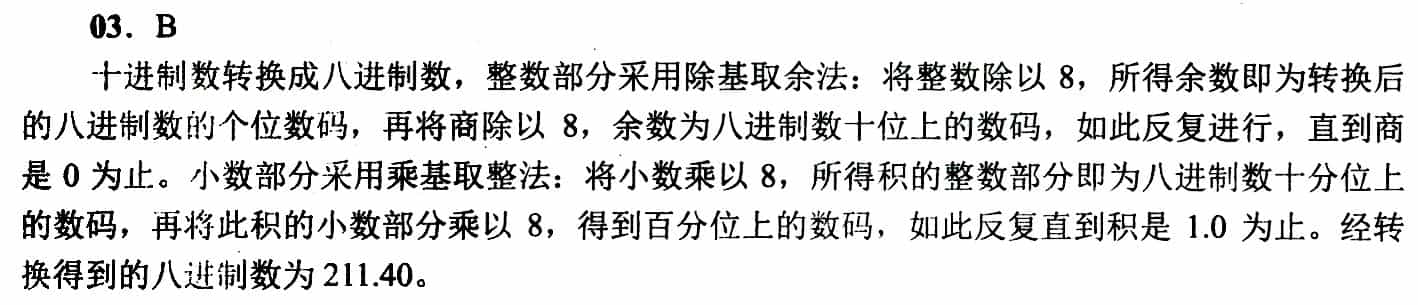 03. B
十进制数转换成八进制数，整数部分采用除基取余法：将整数除以 8，所得余数即为转换后
的八进制数的个位数码，再将商除以 8，余数为八进制数十位上的数码，如此反复进行，直到商
是 0 为止。小数部分采用乘基取整法：将小数乘以 8，所得积的整数部分即为八进制数十分位上
的数码，再将此积的小数部分乘以 8，得到百分位上的数码，如此反复直到积是 1.0 为止。经转
换得到的八进制数为 211.40。